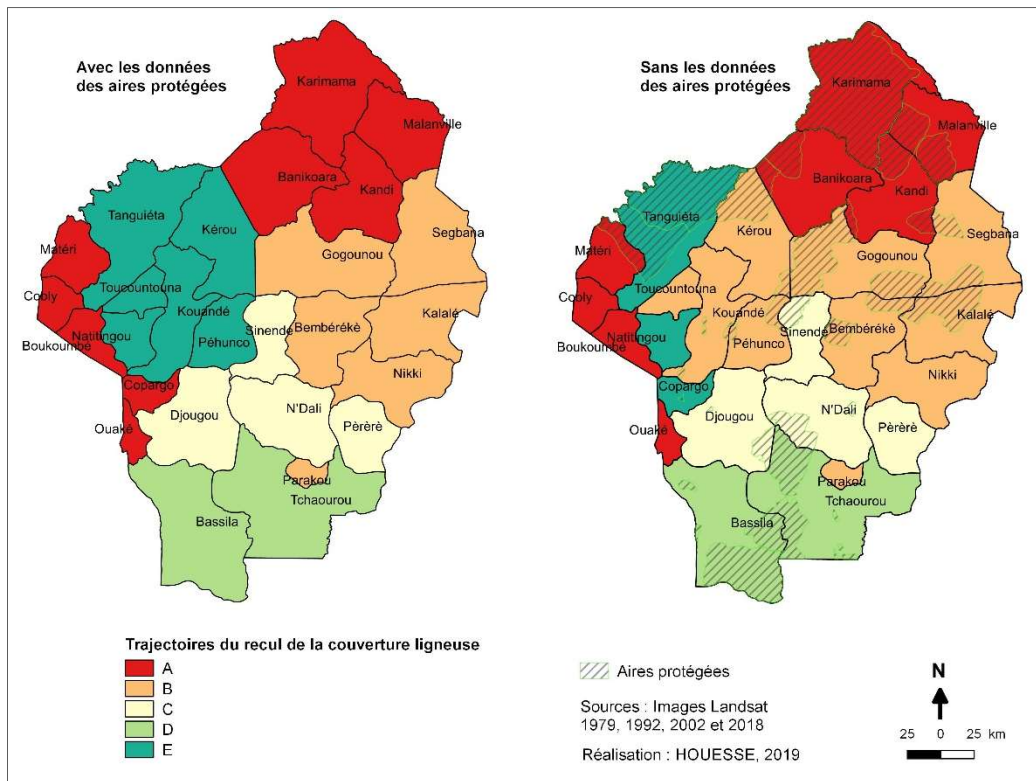 Avec les données
des aires protégées
Karimama
Malanville
Banikoara
Kandi
Tanguiéta
Kérou
Segbana
Matéri
Gogounou
Toucountouna
Cobly
Kouandé
Sinendé
Kalalé
Natitingou
Bembérékè
Boukoumbé
Péhunco
Nikki
Copargo
Djougou
N'Dali
Ouaké
Pèrèrè
Parakou
Tchaourou
Bassila
Sans les données
des aires protégées
Karimama
Malanville
Banikoara
Kandi
Tanguiéta
Kérou
Segbana
Matéri
Gogounou
Toucountouna
Cobly
Kouandé
Sinendé
Kalalé
Natitingou
Bembérékè
Boukoumbé
Péhunco
Nikki
Copargo
Djougou
N'Dali
Ouaké
Pèrèrè
Parakou
Tchaourou
Bassila
Trajectoires du recul de la couverture ligneuse
A
B
C
D
E
Aires protégées
Sources : Images Landsat
1979, 1992, 2002 et 2018
Réalisation : HOUESSE, 2019
N
25 0 25 km